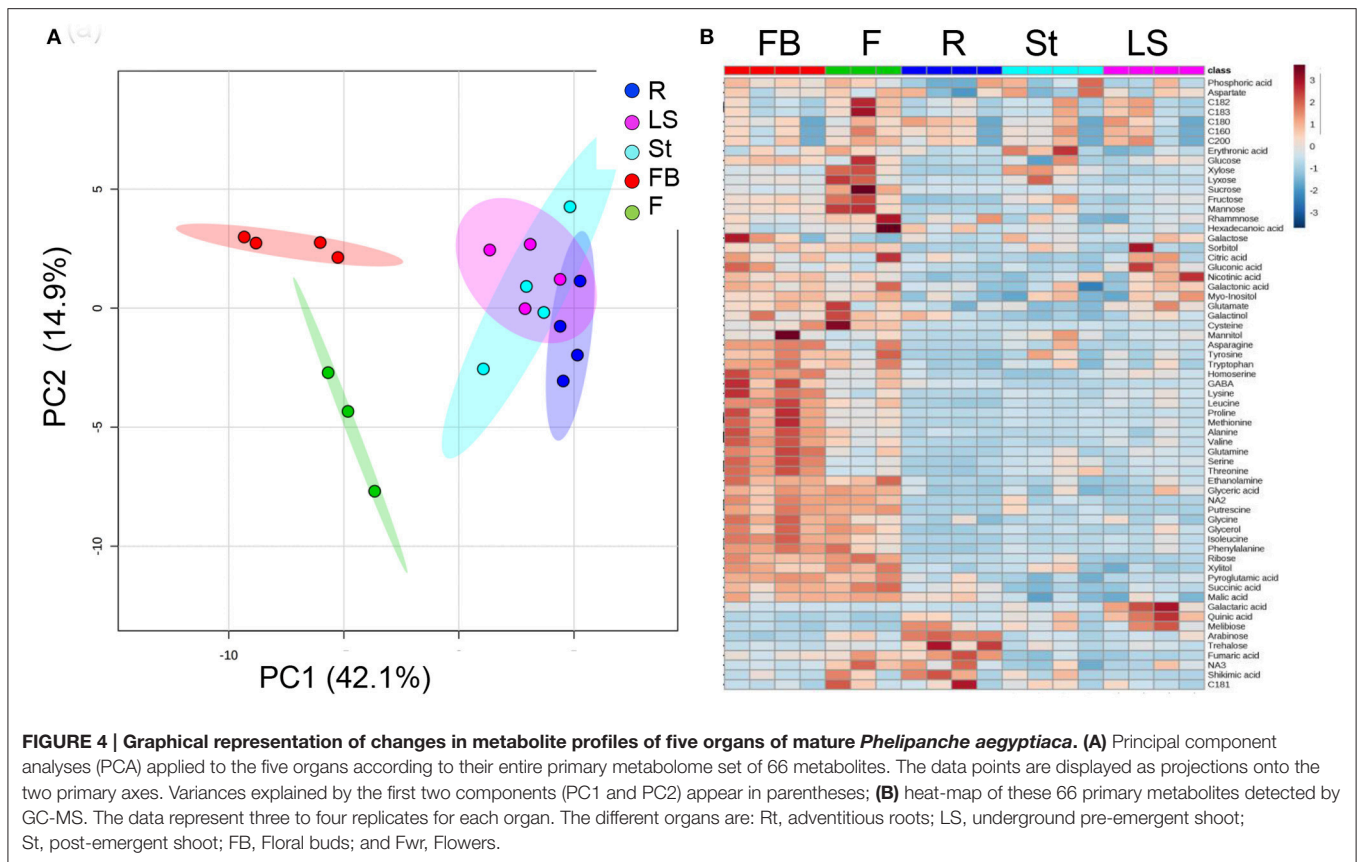 (a)
A
R
LS
St
FB
F
5
0
-5
-10
PC2 (14.9%)
-10
PC1 (42.1%)
B
FB F R St LS
class
Phosphoric acid
Aspartate
C182
C183
C180
C160
C200
Erythronic acid
Glucose
Xylose
Lyxose
Sucrose
Fructose
Mannose
Rhammnose
Hexadecanoic acid
Galactose
Sorbitol
Citric acid
Gluconic acid
Nicotinic acid
Galactonic acid
Myo-Inositol
Glutamate
Galactinol
Cysteine
Mannitol
Asparagine
Tyrosine
Tryptophan
Homoserine
GABA
Lysine
Leucine
Proline
Methionine
Alanine
Valine
Glutamine
Serine
Threonine
Ethanolamine
Glyceric acid
NA2
Putrescine
Glycine
Glycerol
Isoleucine
Phenylalanine
Ribose
Xylitol
Pyroglutamic acid
Succinic acid
Malic acid
Galactaric acid
Quinic acid
Melibiose
Arabinose
Trehalose
Fumaric acid
NA3
Shikimic acid
C181
3
2
1
0
-1
-2
-3
FIGURE 4 | Graphical representation of changes in metabolite profiles of five organs of mature Phelipanche aegyptiaca. (A) Principal component
analyses (PCA) applied to the five organs according to their entire primary metabolome set of 66 metabolites. The data points are displayed as projections onto the
two primary axes. Variances explained by the first two components (PC1 and PC2) appear in parentheses; (B) heat-map of these 66 primary metabolites detected by
GC-MS. The data represent three to four replicates for each organ. The different organs are: Rt, adventitious roots; LS, underground pre-emergent shoot;
St, post-emergent shoot; FB, Floral buds; and Fwr, Flowers.